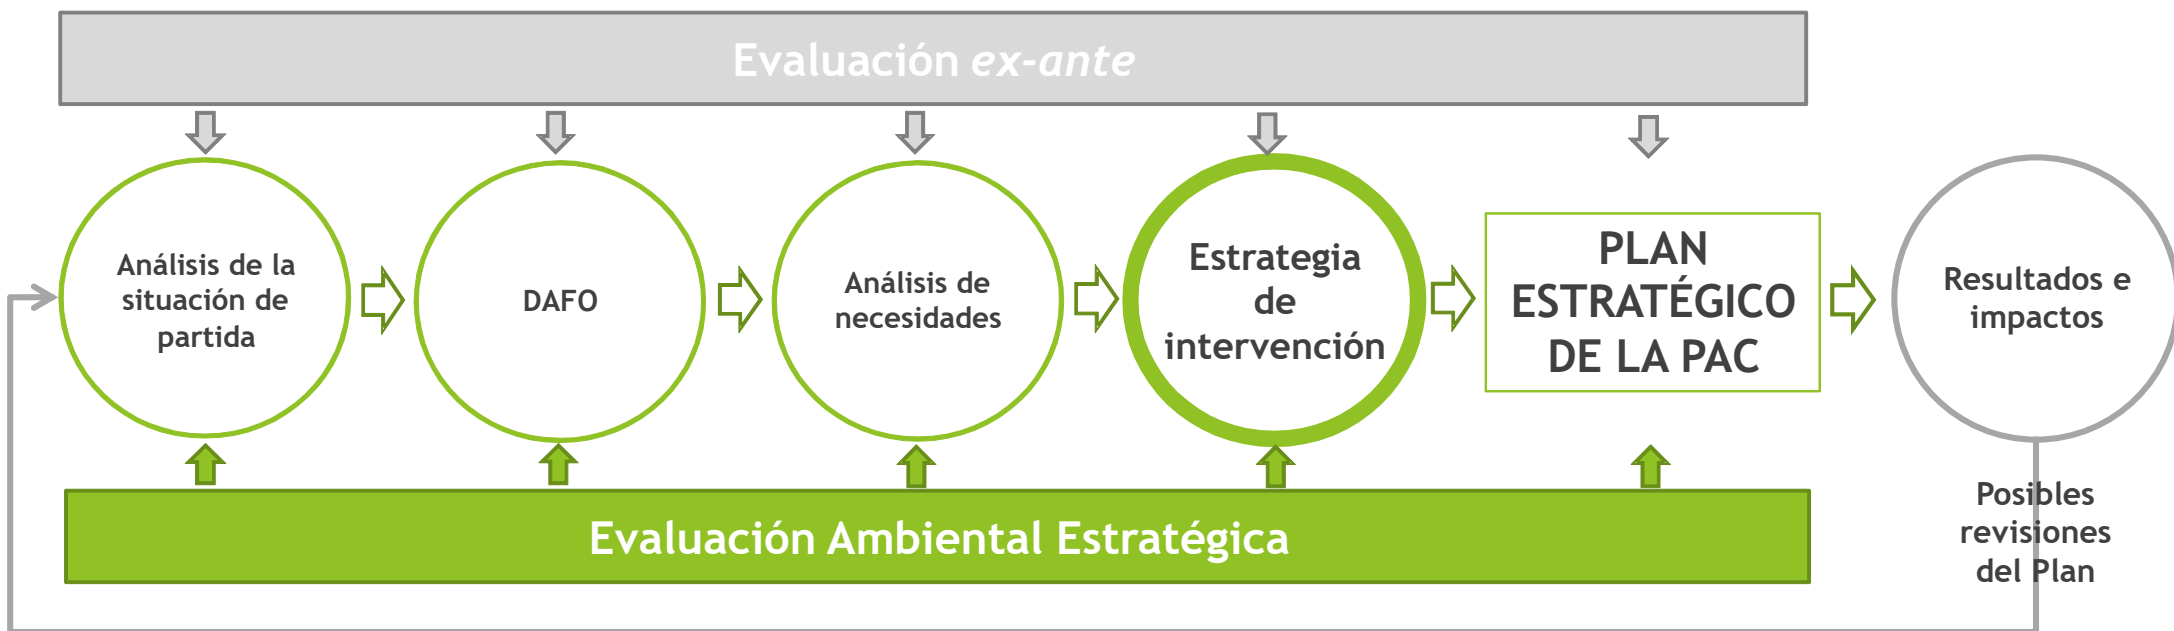 Evaluación ex-ante
Análisis de la
situación de
partida
DAFO
Análisis de
necesidades
Estrategia
de
intervención
PLAN
ESTRATÉGICO
DE LA PAC
Resultados e
impactos
Evaluación Ambiental Estratégica
Posibles
revisiones
del Plan